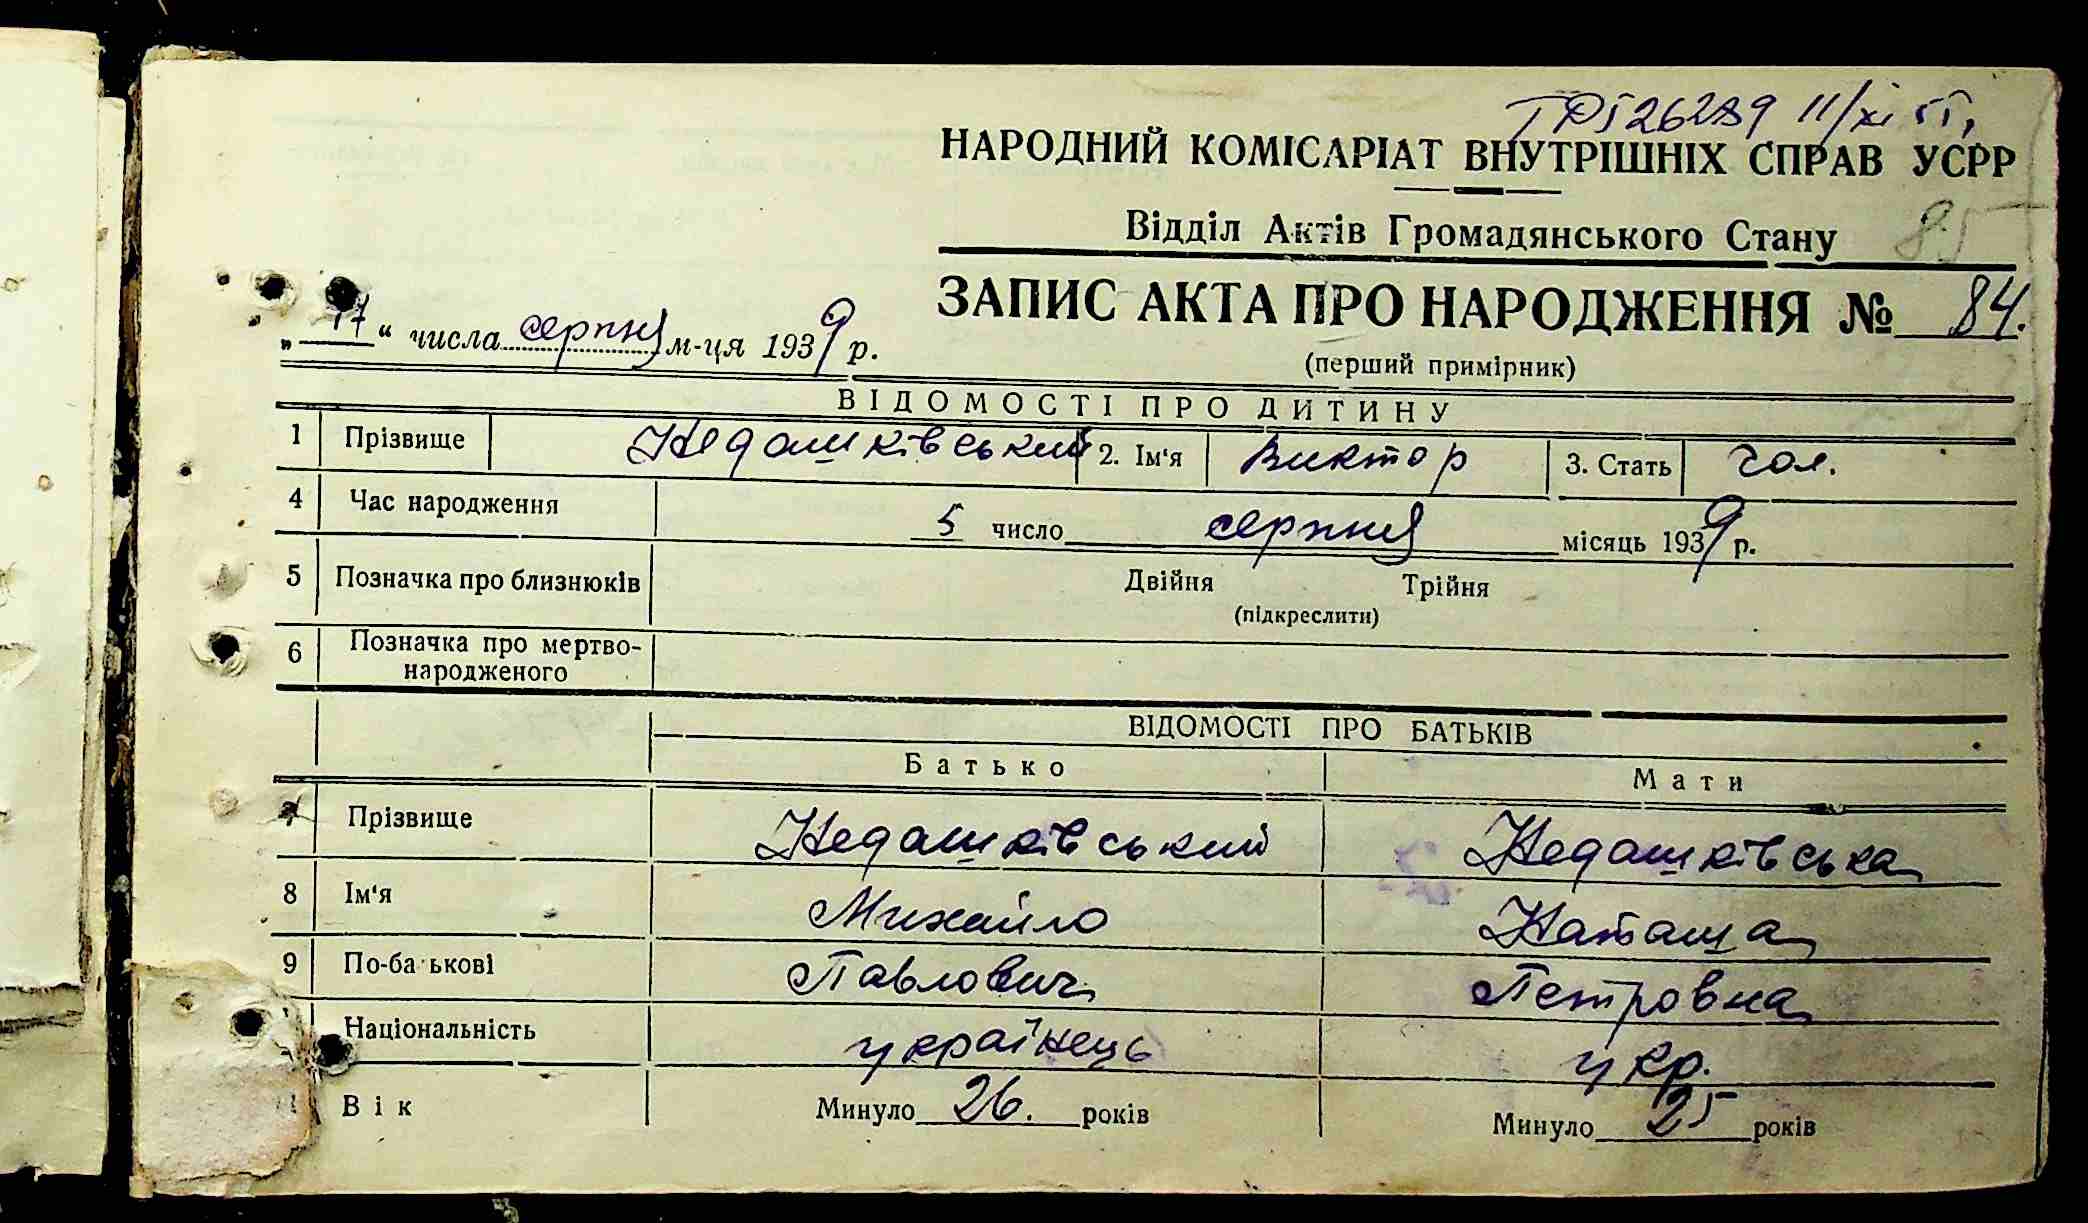 11/XI 55,
НАРОДНИЙ КОМІСАРІАТ ВНУТРІШНІХ СПРАВ УСРР
Відділ Актів Громадянського Стану 85
ЗАПИС АКТА ПРО НАРОДЖЕННЯ № 84.
„17“ числа серпня м-ця 1939 р.
(перший примірник)
ВІДОМОСТІ ПРО ДИТИНУ
1 Прізвище Недашківський 2. Ім'я Виктор 3. Стать чол.
4 Час народження 5 число серпня місяць 1939 р.
5 Позначка про близнюків Двійня Трійня
(підкреслити)
6 Позначка про мертво-
народженого
ВІДОМОСТІ ПРО БАТЬКІВ
Батько Мати
7 Прізвище Недашківський Недашківська
8 Ім'я Михайло Наташа
9 По-батькові Павлович Петровна
Національність українець укр.
Вік Минуло 26. років Минуло 25 років